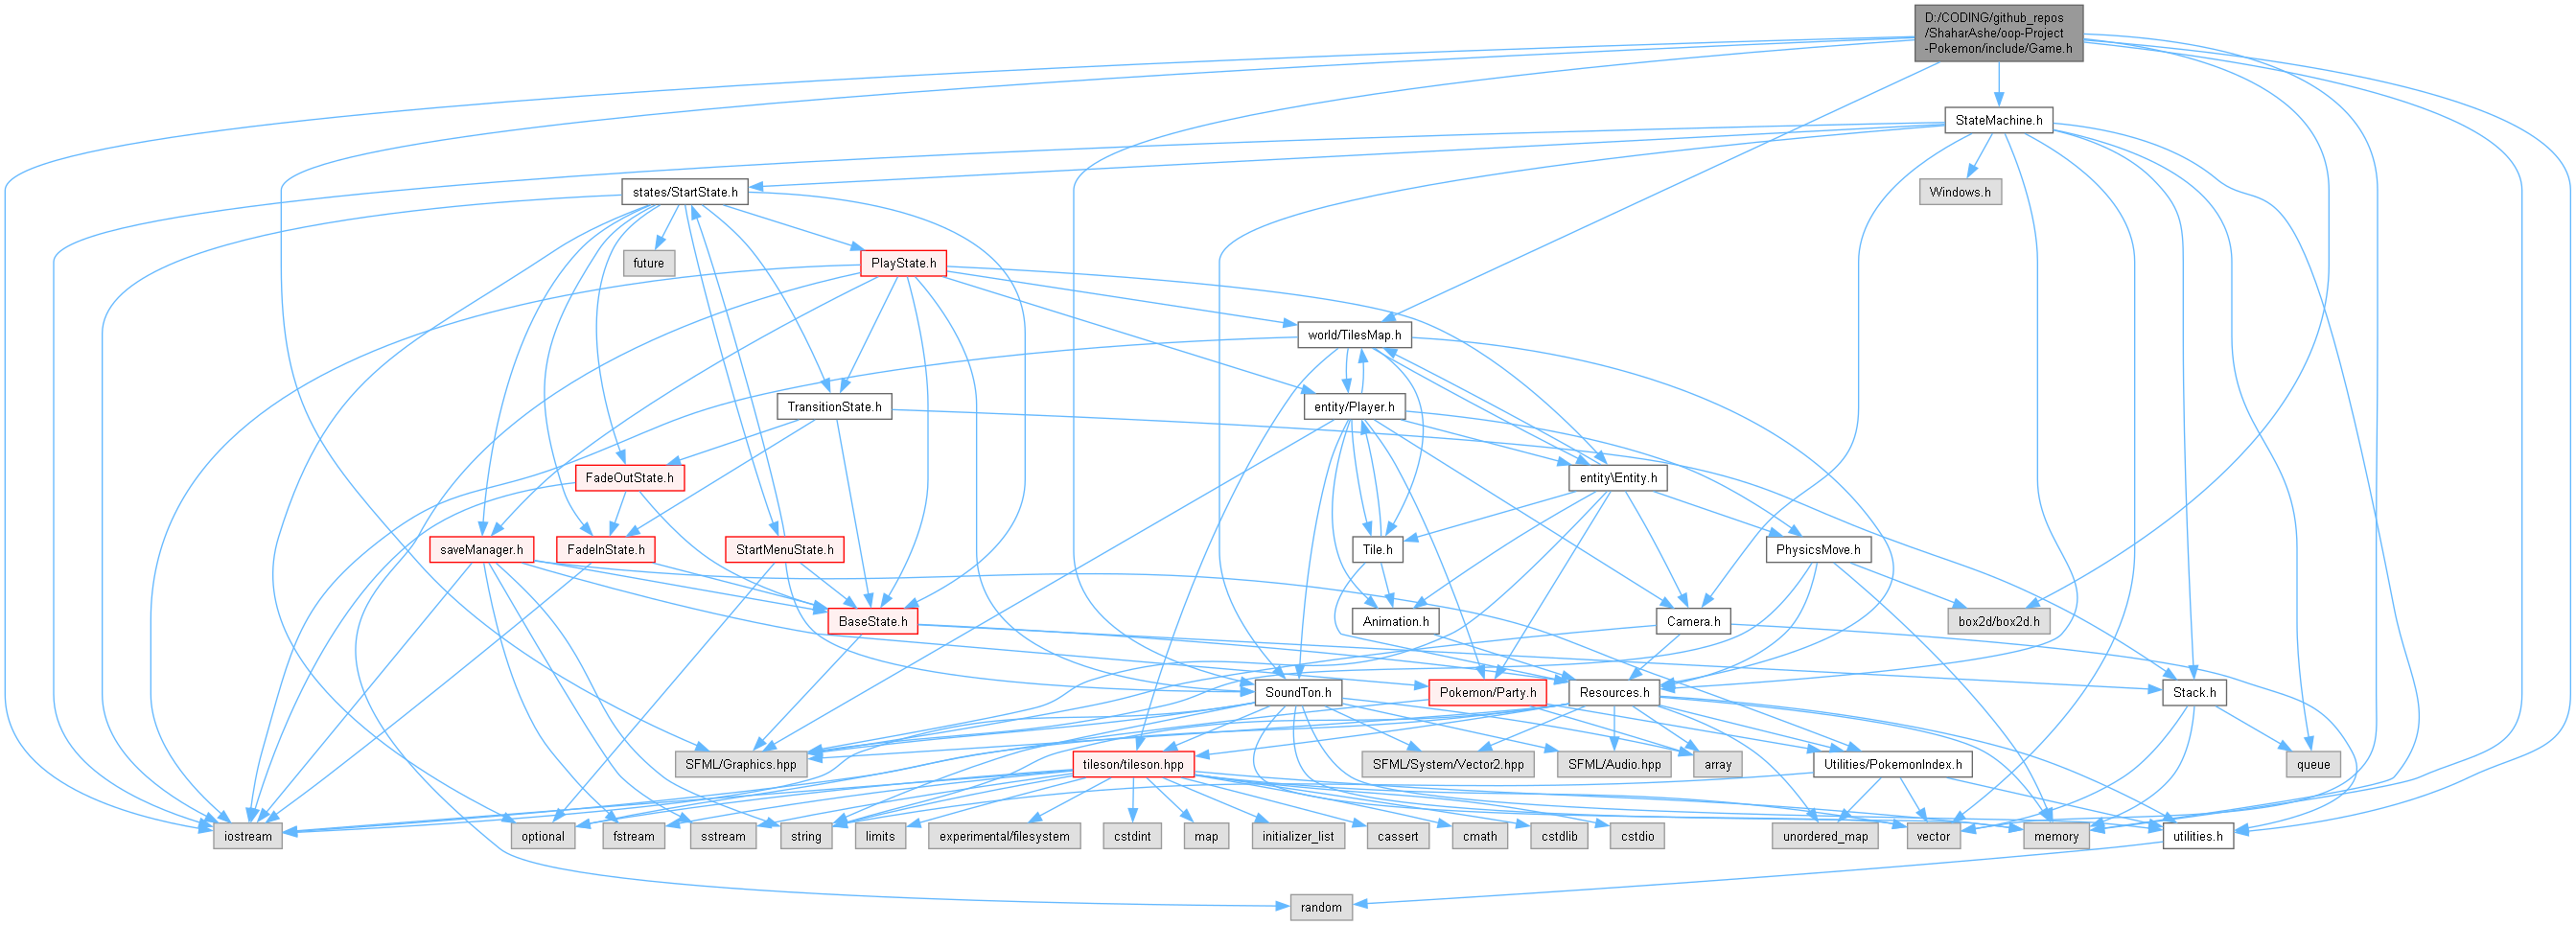 D:/CODING/github_repos
/ShaharAshe/oop-Project
-Pokemon/include/Game.h
StateMachine.h
states/StartState.h
Windows.h
future
PlayState.h
world/TilesMap.h
TransitionState.h
entity/Player.h
FadeOutState.h
entity\Entity.h
saveManager.h
FadeInState.h
StartMenuState.h
Tile.h
PhysicsMove.h
BaseState.h
Animation.h
Camera.h
box2d/box2d.h
SoundTon.h
Pokemon/Party.h
Resources.h
Stack.h
SFML/Graphics.hpp
tileson/tileson.hpp
SFML/System/Vector2.hpp
SFML/Audio.hpp
array
Utilities/PokemonIndex.h
queue
iostream
optional
fstream
sstream
string
limits
experimental/filesystem
cstdint
map
initializer_list
cassert
cmath
cstdlib
cstdio
unordered_map
vector
memory
utilities.h
random